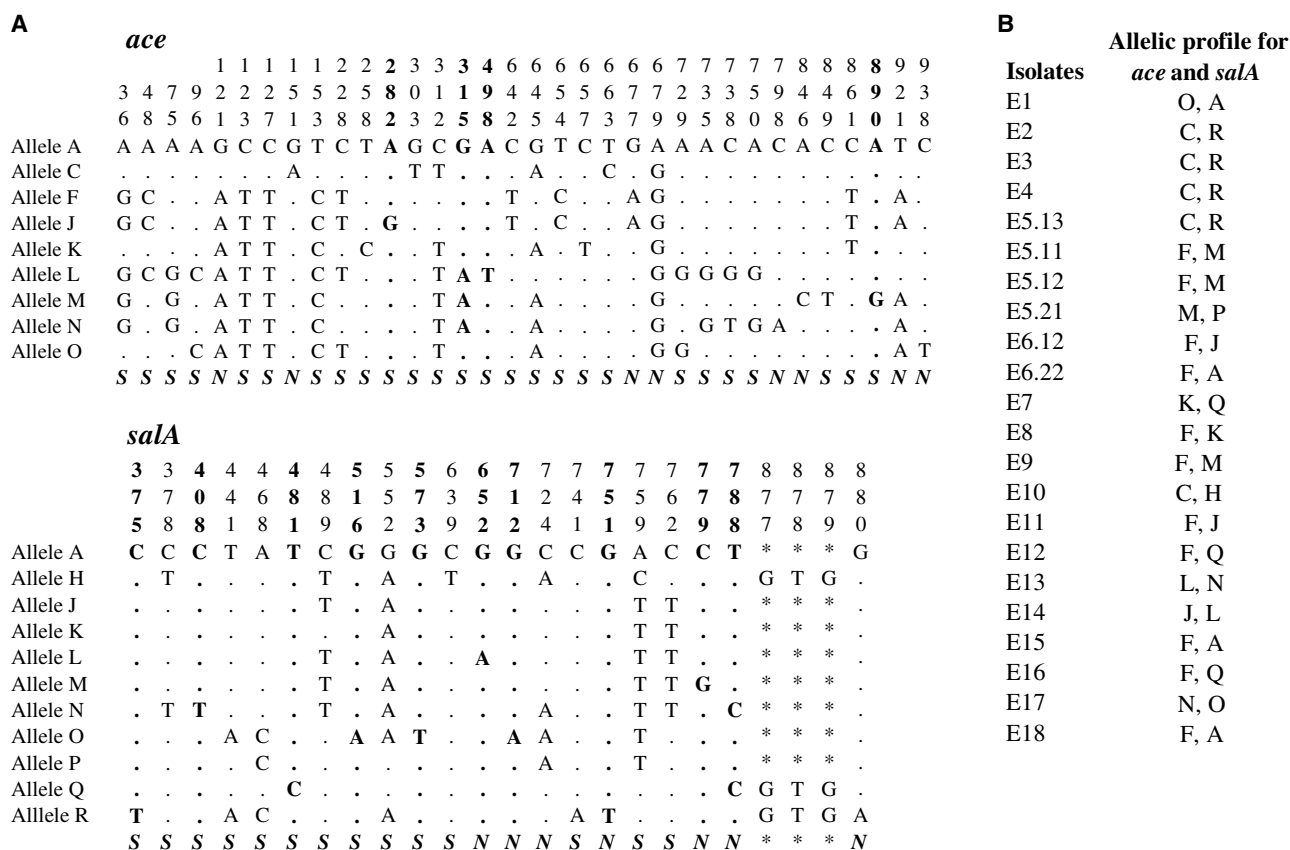 A
B
ace
Allelic profile for
ace and salA
Isolates
1 1 1 1 1 2 2 2 3 3 3 4 6 6 6 6 6 6 6 7 7 7 7 7 8 8 8 8 9 9
3 4 7 9 2 2 2 5 5 2 5 8 0 2 1 9 4 4 5 5 6 7 7 2 3 3 5 9 4 4 6 9 2 3
6 8 5 6 1 3 7 1 3 8 8 2 3 2 5 8 2 5 4 7 3 7 9 5 5 8 0 0 6 9 1 0 1 8
Allele A A A A A G C C G T C T A G C G A C G T C T G A A A C A C A C C A T C
Allele C . . . . . . . A . . . . T T . . . A . . C . G . . . . . . . . . . .
Allele F G C . . A T T . C T . . . . . . T . C . . A G . . . . . . . T . A .
Allele J G C . . A T T . C T . G . . . . T . C . . A G . . . . . . . T . A .
Allele K . . . . A T T . C . C . . T . . . A . T . . G . . . . . . . T . . .
Allele L G C G C A T T . C T . . . T A T . . . . . . G G G G G . . . . . . .
Allele M G . G . A T T . C . . . . T A . . A . . . . G . . . . . C T . G A .
Allele N G . G . A T T . C . . . . T A . . A . . . . G . G T G A . . . . A .
Allele O . . . C A T T . C T . . . T . . . A . . . . G G . . . . . . . . A T
S S S S N S S N S S S S S S S S S S S S S N N S S S S N N S S S N N
salA
3 3 4 4 4 4 4 5 5 5 6 6 7 7 7 7 7 7 7 7 8 8 8 8
7 7 0 4 6 8 8 1 5 7 3 5 1 2 4 5 5 6 7 8 7 7 7 8
5 8 8 1 8 1 9 6 2 3 9 2 2 4 1 1 9 2 9 8 7 8 9 0
Allele A C C C T A T C G G G C G G C C G A C C T * * * G
Allele H . T . . . . T . A . T . . A . . C . . . G T G .
Allele J . . . . . . T . A . . . . . . . T T . . * * * .
Allele K . . . . . . . . A . . . . . . . T T . . * * * .
Allele L . . . . . . T . A . . A . . . . T T . . * * * .
Allele M . . . . . . T . A . . . . . . . T T G . * * * .
Allele N . T T . . . T . A . . . . A . . T T . C * * * .
Allele O . . . A C . . A A T . . A A . . T . . . * * * .
Allele P . . . . C . . . . . . . . A . . T . . . * * * .
Allele Q . . . . . C . . . . . . . . . . . . . C G T G .
Alllele R T . . A C . . . A . . . . . A T . . . . G T G A
S S S S S S S S S S S N N N S N S S N N * * * N
E1 O, A
E2 C, R
E3 C, R
E4 C, R
E5.13 C, R
E5.11 F, M
E5.12 F, M
E5.21 M, P
E6.12 F, J
E6.22 F, A
E7 K, Q
E8 F, K
E9 F, M
E10 C, H
E11 F, J
E12 F, Q
E13 L, N
E14 J, L
E15 F, A
E16 F, Q
E17 N, O
E18 F, A